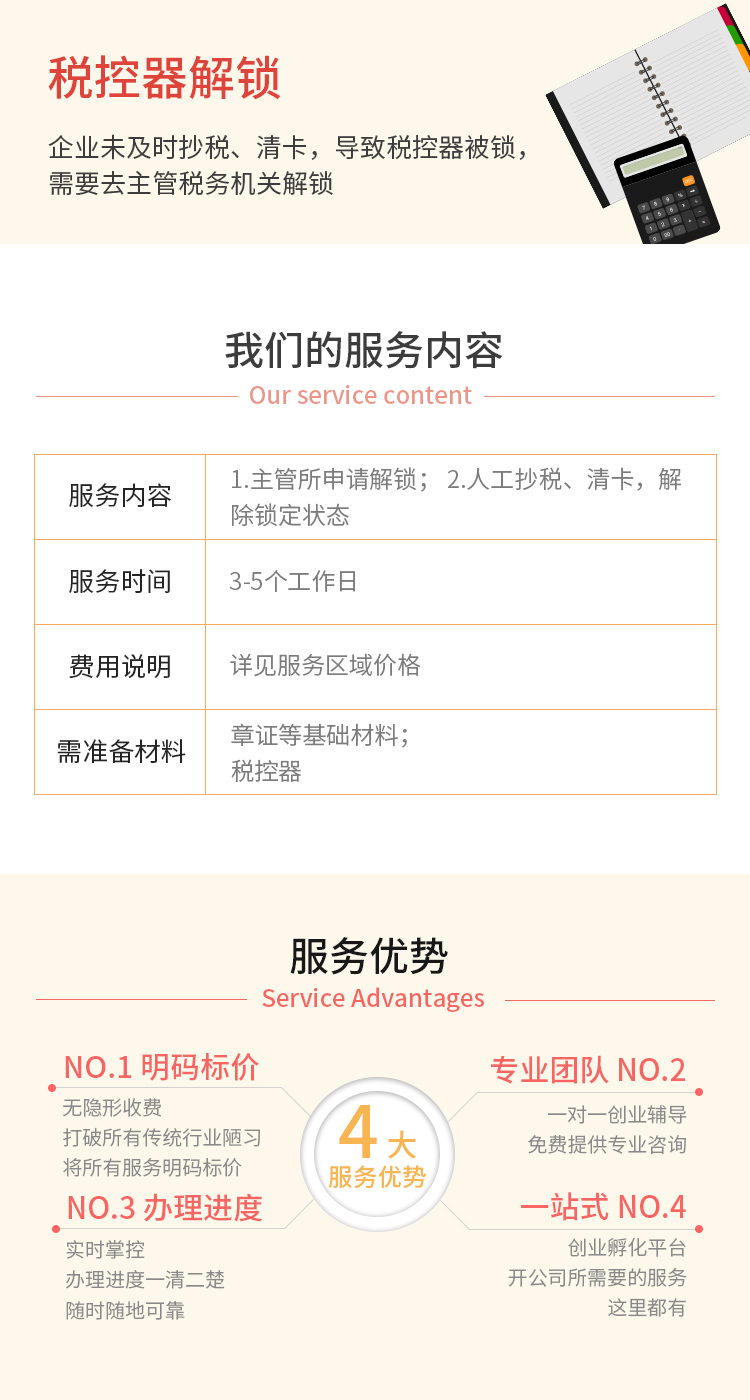 税控器解锁
企业未及时抄税、清卡，导致税控器被锁，
需要去主管税务机关解锁
我们的服务内容
Our service content
服务内容
1.主管所申请解锁； 2.人工抄税、清卡，解
除锁定状态
服务时间
3-5个工作日
费用说明
详见服务区域价格
需准备材料
章证等基础材料；
税控器
服务优势
Service Advantages
NO.1 明码标价
无隐形收费
打破所有传统行业陋习
将所有服务明码标价
专业团队 NO.2
一对一创业辅导
免费提供专业咨询
4大
服务优势
NO.3 办理进度
实时掌控
办理进度一清二楚
随时随地可靠
一站式 NO.4
创业孵化平台
开公司所需要的服务
这里都有